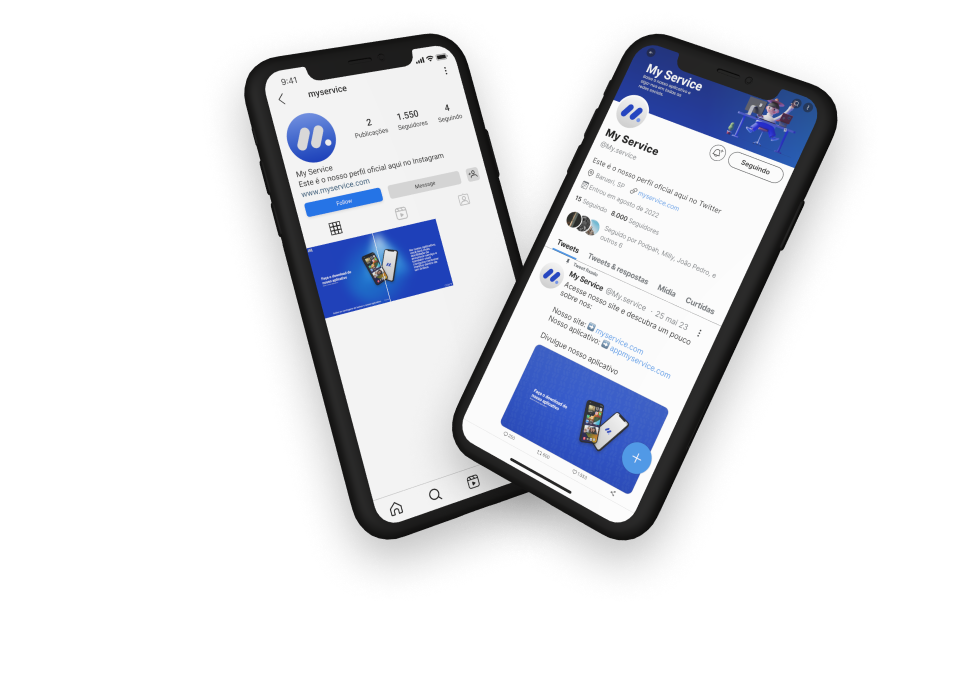 9:41
myservice
2
Publicações
1.550
Seguidores
4
Seguindo
My Service
Este é o nosso perfil oficial aqui no Instagram
www.myservice.com
Follow
Message
Faça o download do
nosso aplicativo
My Service
My Service
@My.service
Seguindo
Este é o nosso perfil oficial aqui no Twitter
Barueri, SP
myservice.com
Entrou em agosto de 2022
15 Seguindo
8.000 Seguidores
Seguido por Podpah, Milly, João Pedro, e
outros 6
Tweets
Tweets & respostas
Mídia
Curtidas
Tweet fixado
My Service @My.service · 25 mai 23
Acesse nosso site e descubra um pouco
sobre nos:
Nosso site: myservice.com
Nosso aplicativo: appmyservice.com
Divulgue nosso aplicativo
Faça o download do
nosso aplicativo